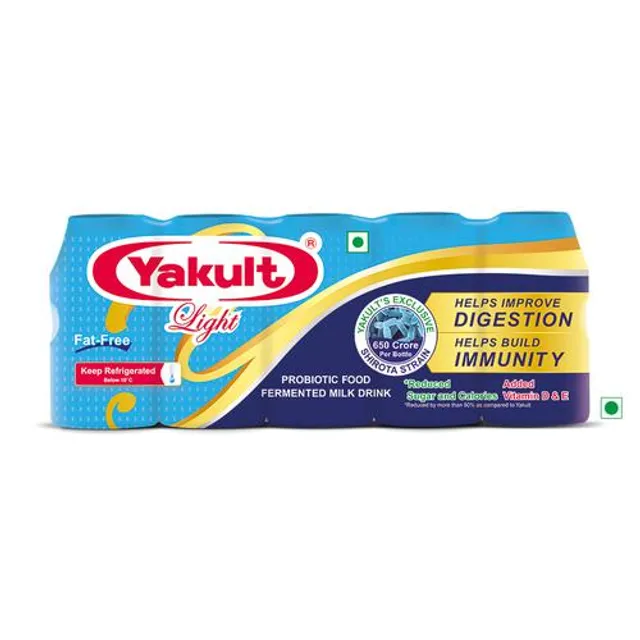 Yakult®
Light
Fat-Free
Keep Refrigerated
Below 10°C
PROBIOTIC FOOD
FERMENTED MILK DRINK
YAKULT'S EXCLUSIVE
650 Crore
Per Bottle
SHIROTA STRAIN
HELPS IMPROVE
DIGESTION
HELPS BUILD
IMMUNITY
*Reduced
Sugar and Calories
*Reduced by more than 50% as compared to Yakult
Added
Vitamin D & E